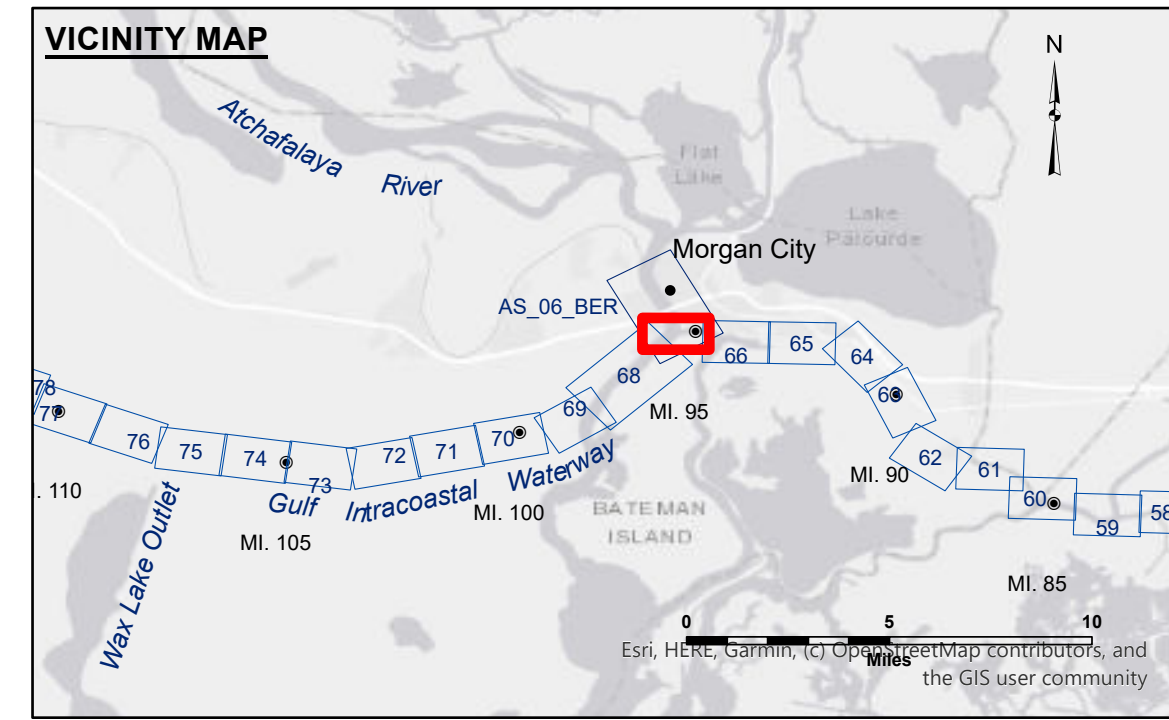 VICINITY MAP
N
Atchafalaya
River
Flat
Lake
Lake
Palourde
Morgan City
AS_06_BER
66
65
64
68
MI. 95
78
77
69
76
75
74
73
72
71
70
62
61
60
59
58
MI. 90
. 110
Gulf Intracoastal Waterway
MI. 100
MI. 105
Wax Lake Outlet
BATEMAN
ISLAND
MI. 85
0 5 10
Miles
Esri, HERE, Garmin, (c) OpenStreetMap contributors, and
the GIS user community